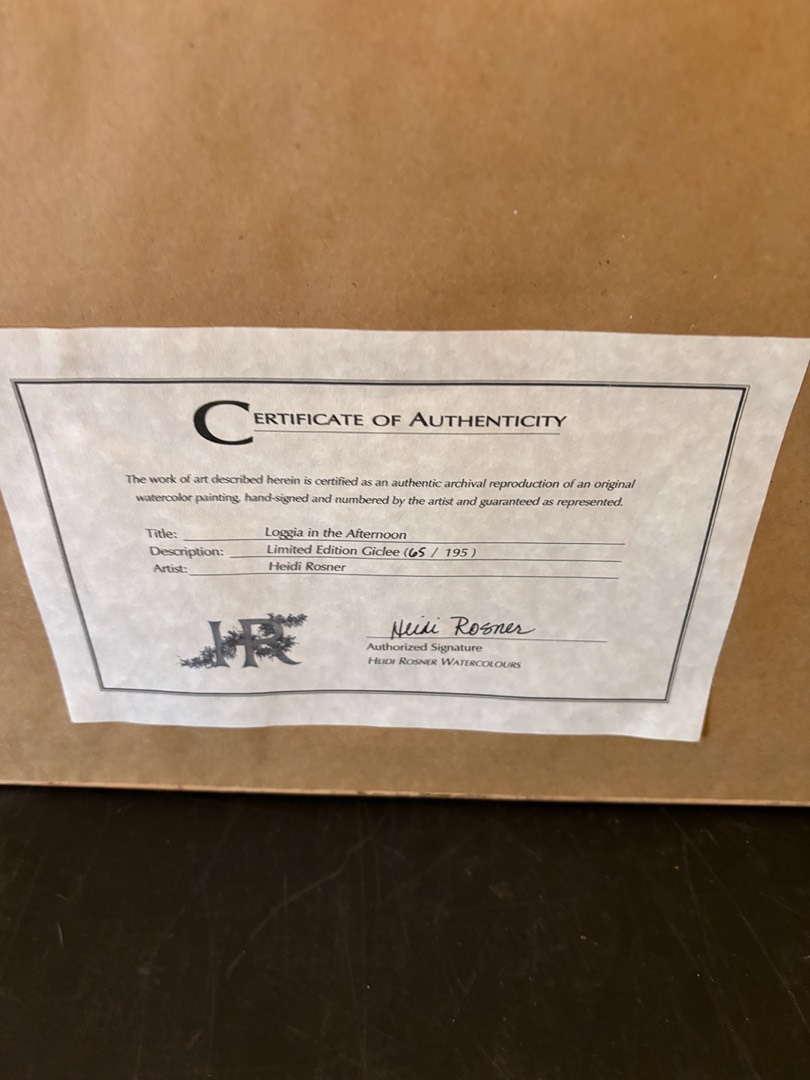 CERTIFICATE OF AUTHENTICITY
The work of art described herein is certified as an authentic archival reproduction of an original
watercolor painting, hand-signed and numbered by the artist and guaranteed as represented.
Title: Loggia in the Afternoon
Description: Limited Edition Giclee (65 / 195)
Artist: Heidi Rosner
HR
Heidi Rosner
Authorized Signature
HEIDI ROSNER WATERCOLOURS